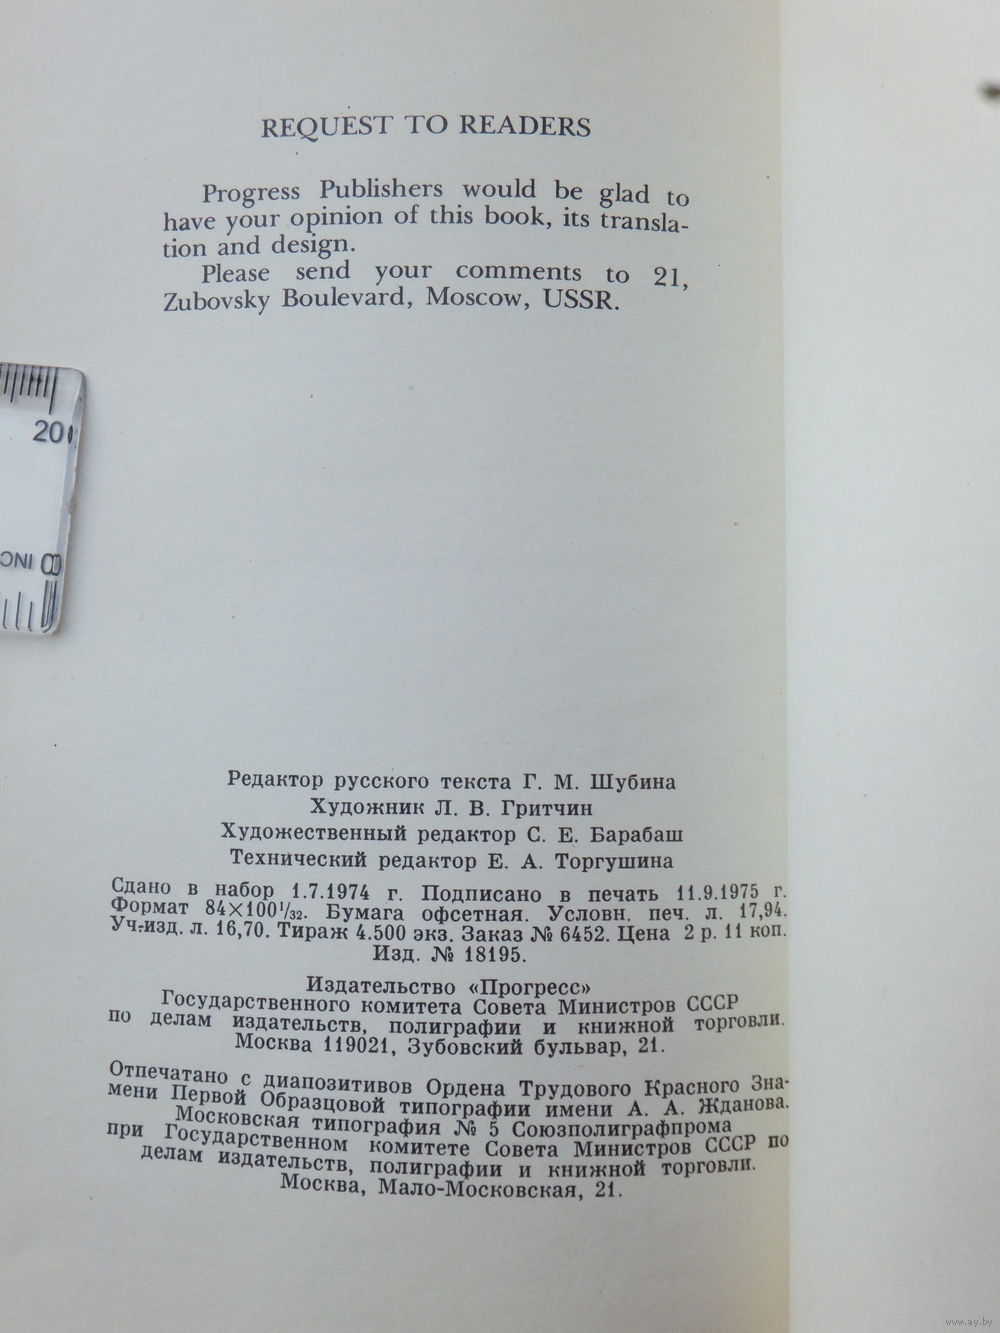 REQUEST TO READERS
Progress Publishers would be glad to
have your opinion of this book, its transla-
tion and design.
Please send your comments to 21,
Zubovsky Boulevard, Moscow, USSR.
20
INC
8
Редактор русского текста Г. М. Шубина
Художник Л. В. Гритчин
Художественный редактор С. Е. Барабаш
Технический редактор Е. А. Торгушина
Сдано в набор 1.7.1974 г. Подписано в печать 11.9.1975 г.
Формат 84×100¹/₃₂. Бумага офсетная. Условн. печ. л. 17,94.
Уч-изд. л. 16,70. Тираж 4.500 экз. Заказ № 6452. Цена 2 р. 11 коп.
Изд. № 18195.
Издательство «Прогресс»
Государственного комитета Совета Министров СССР
по делам издательств, полиграфии и книжной торговли.
Москва 119021, Зубовский бульвар, 21.
Отпечатано с диапозитивов Ордена Трудового Красного Зна-
мени Первой Образцовой типографии имени А. А. Жданова.
Московская типография № 5 Союзполиграфпрома
при Государственном комитете Совета Министров СССР по
делам издательств, полиграфии и книжной торговли.
Москва, Мало-Московская, 21.
www.ay.by